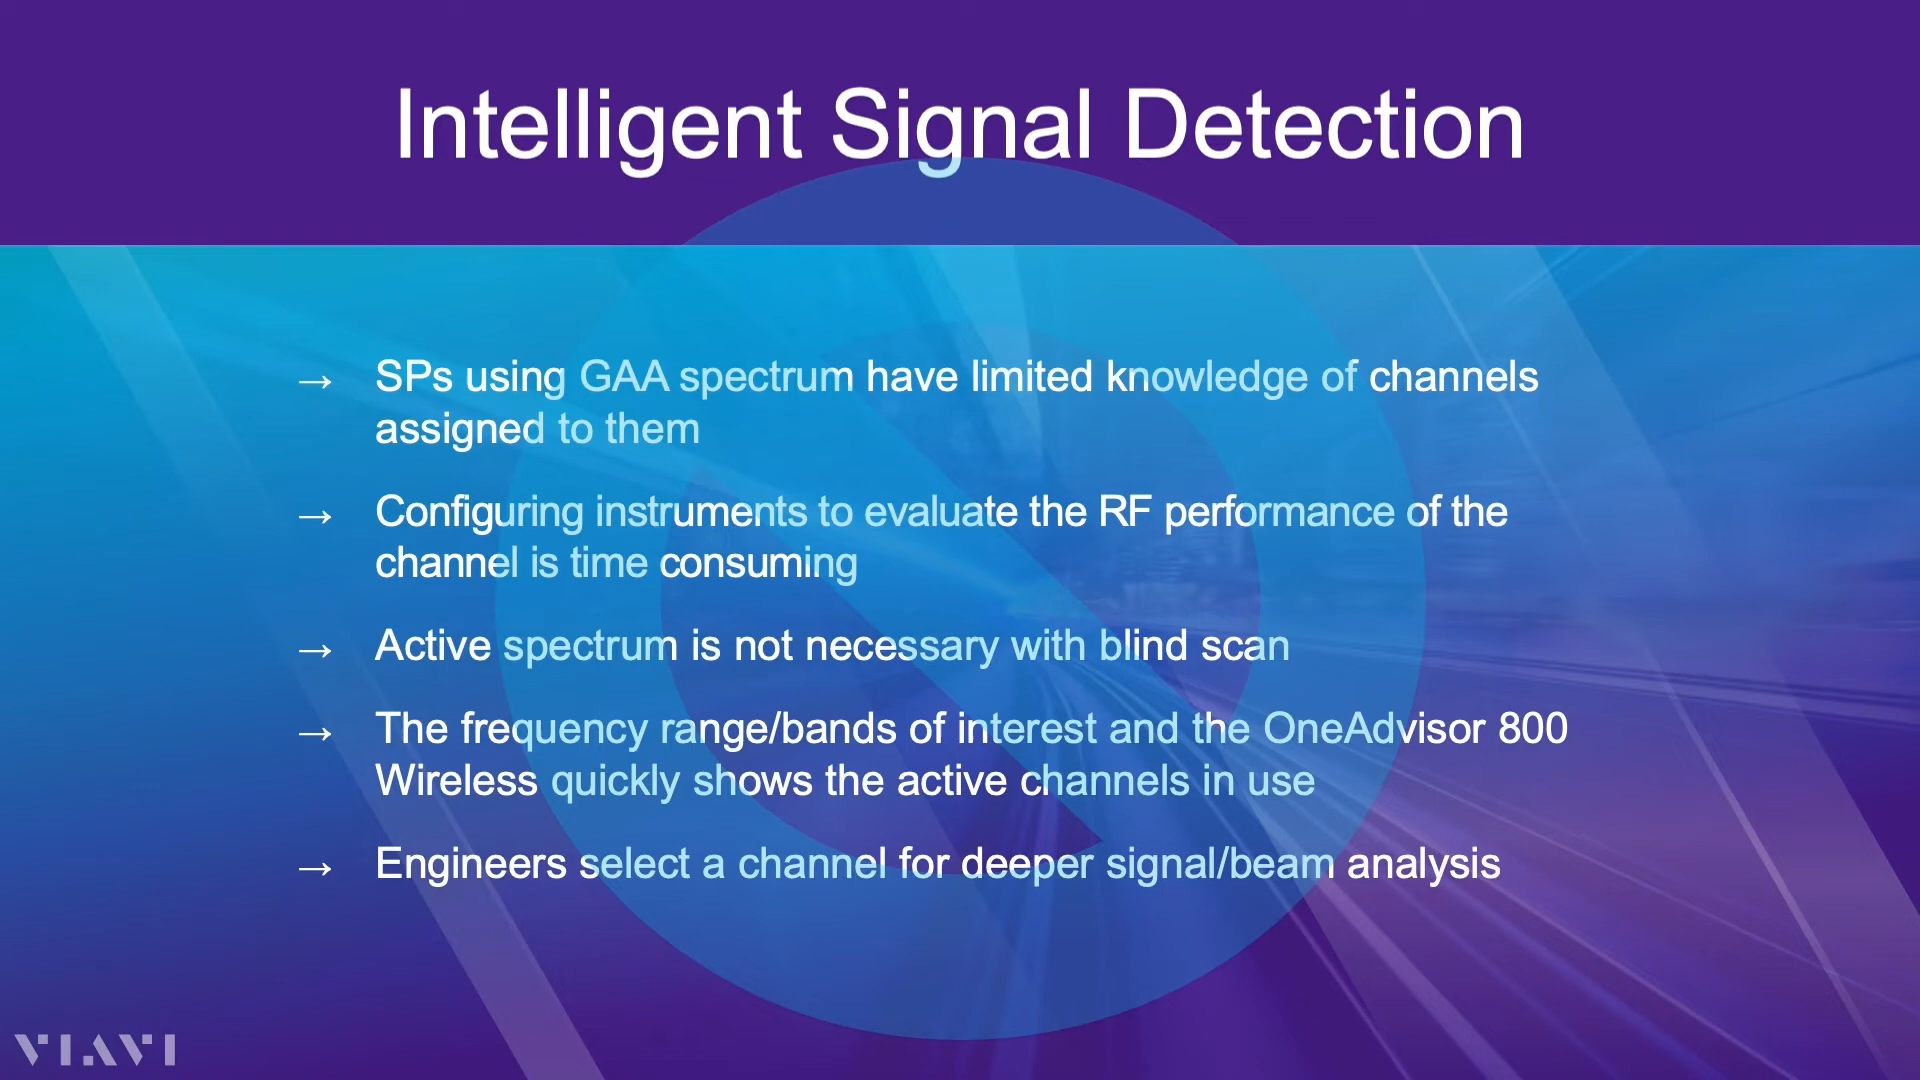 Intelligent Signal Detection
→ SPs using GAA spectrum have limited knowledge of channels
assigned to them
→ Configuring instruments to evaluate the RF performance of the
channel is time consuming
→ Active spectrum is not necessary with blind scan
→ The frequency range/bands of interest and the OneAdvisor 800
Wireless quickly shows the active channels in use
→ Engineers select a channel for deeper signal/beam analysis
VIAVI